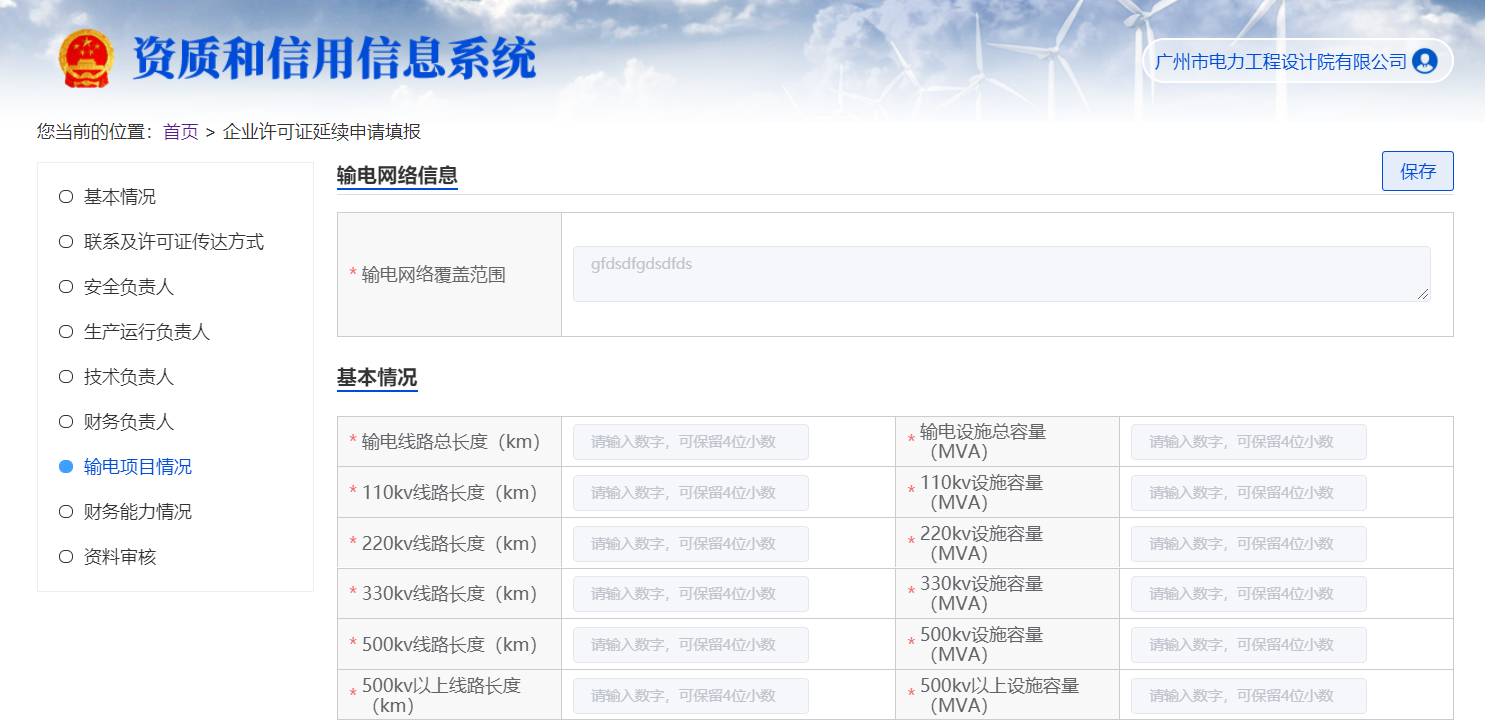 资质和信用信息系统
广州市电力工程设计院有限公司
您当前的位置：首页 > 企业许可证延续申请填报
基本情况
联系及许可证传达方式
安全负责人
生产运行负责人
技术负责人
财务负责人
输电项目情况
财务能力情况
资料审核
输电网络信息
保存
* 输电网络覆盖范围
gfdsdfgdsdfds
基本情况
* 输电线路总长度（km）
请输入数字，可保留4位小数
* 输电设施总容量
（MVA）
请输入数字，可保留4位小数
* 110kv线路长度（km）
请输入数字，可保留4位小数
* 110kv设施容量
（MVA）
请输入数字，可保留4位小数
* 220kv线路长度（km）
请输入数字，可保留4位小数
* 220kv设施容量
（MVA）
请输入数字，可保留4位小数
* 330kv线路长度（km）
请输入数字，可保留4位小数
* 330kv设施容量
（MVA）
请输入数字，可保留4位小数
* 500kv线路长度（km）
请输入数字，可保留4位小数
* 500kv设施容量
（MVA）
请输入数字，可保留4位小数
* 500kv以上线路长度
（km）
请输入数字，可保留4位小数
* 500kv以上设施容量
（MVA）
请输入数字，可保留4位小数